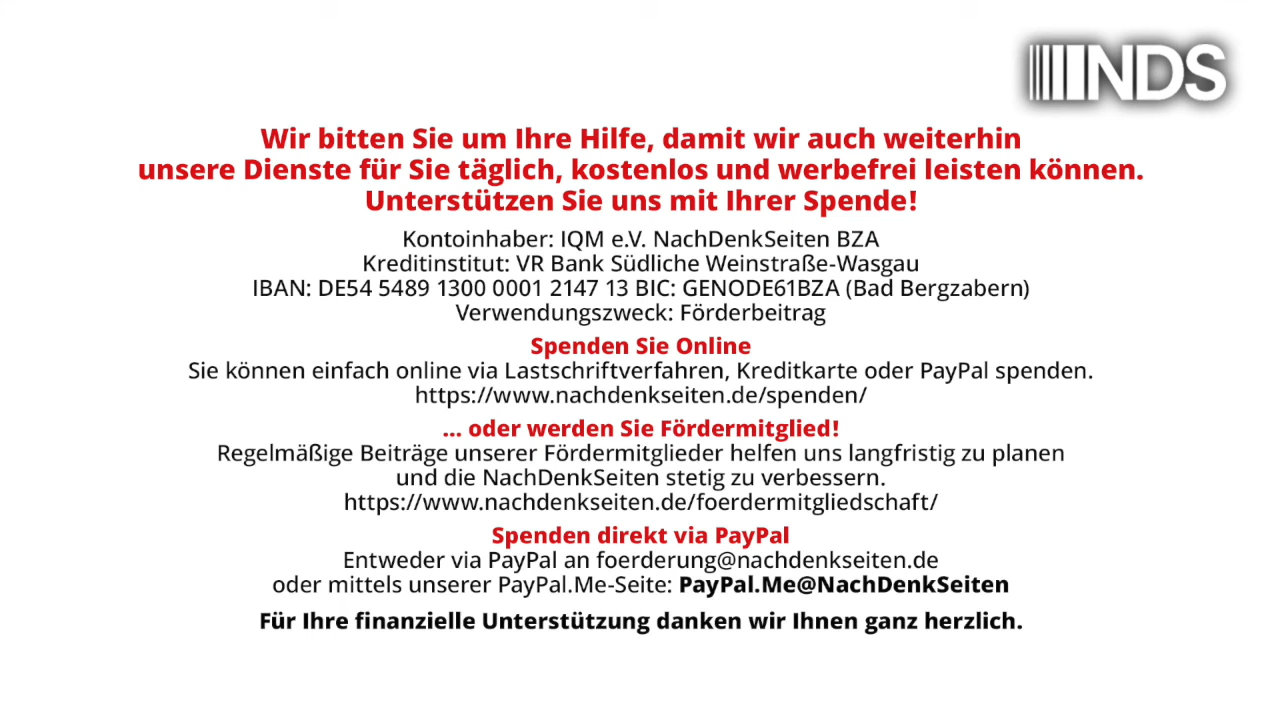 NDS
Wir bitten Sie um Ihre Hilfe, damit wir auch weiterhin
unsere Dienste für Sie täglich, kostenlos und werbefrei leisten können.
Unterstützen Sie uns mit Ihrer Spende!
Kontoinhaber: IQM e.V. NachDenkSeiten BZA
Kreditinstitut: VR Bank Südliche Weinstraße-Wasgau
IBAN: DE54 5489 1300 0001 2147 13 BIC: GENODE61BZA (Bad Bergzabern)
Verwendungszweck: Förderbeitrag
Spenden Sie Online
Sie können einfach online via Lastschriftverfahren, Kreditkarte oder PayPal spenden.
https://www.nachdenkseiten.de/spenden/
... oder werden Sie Fördermitglied!
Regelmäßige Beiträge unserer Fördermitglieder helfen uns langfristig zu planen
und die NachDenkSeiten stetig zu verbessern.
https://www.nachdenkseiten.de/foerdermitgliedschaft/
Spenden direkt via PayPal
Entweder via PayPal an foerderung@nachdenkseiten.de
oder mittels unserer PayPal.Me-Seite: PayPal.Me@NachDenkSeiten
Für Ihre finanzielle Unterstützung danken wir Ihnen ganz herzlich.